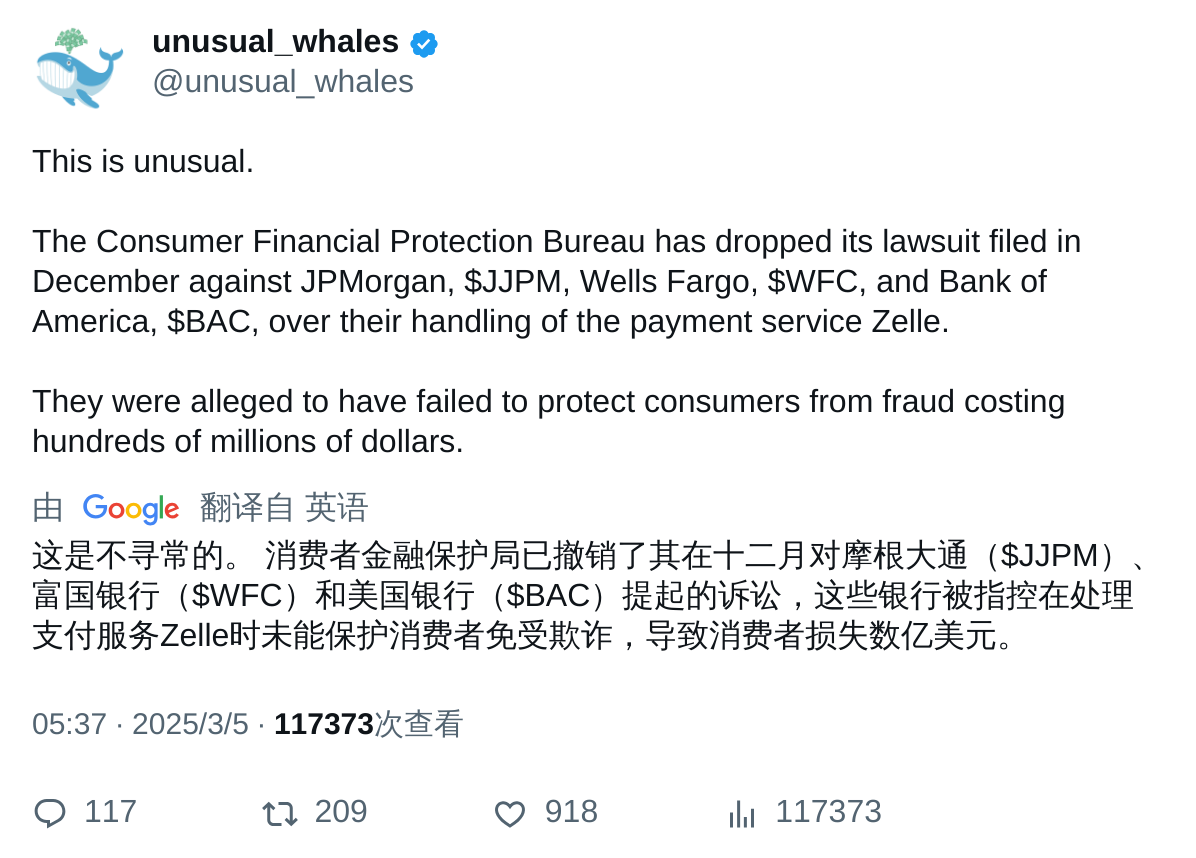 unusual_whales
@unusual_whales
This is unusual.
The Consumer Financial Protection Bureau has dropped its lawsuit filed in
December against JPMorgan, $JJPM, Wells Fargo, $WFC, and Bank of
America, $BAC, over their handling of the payment service Zelle.
They were alleged to have failed to protect consumers from fraud costing
hundreds of millions of dollars.
由 Google 翻译自 英语
这是不寻常的。 消费者金融保护局已撤销了其在十二月对摩根大通（$JJPM）、
富国银行（$WFC）和美国银行（$BAC）提起的诉讼，这些银行被指控在处理
支付服务Zelle时未能保护消费者免受欺诈，导致消费者损失数亿美元。
05:37 · 2025/3/5 · 117373次查看
117 209 918 117373